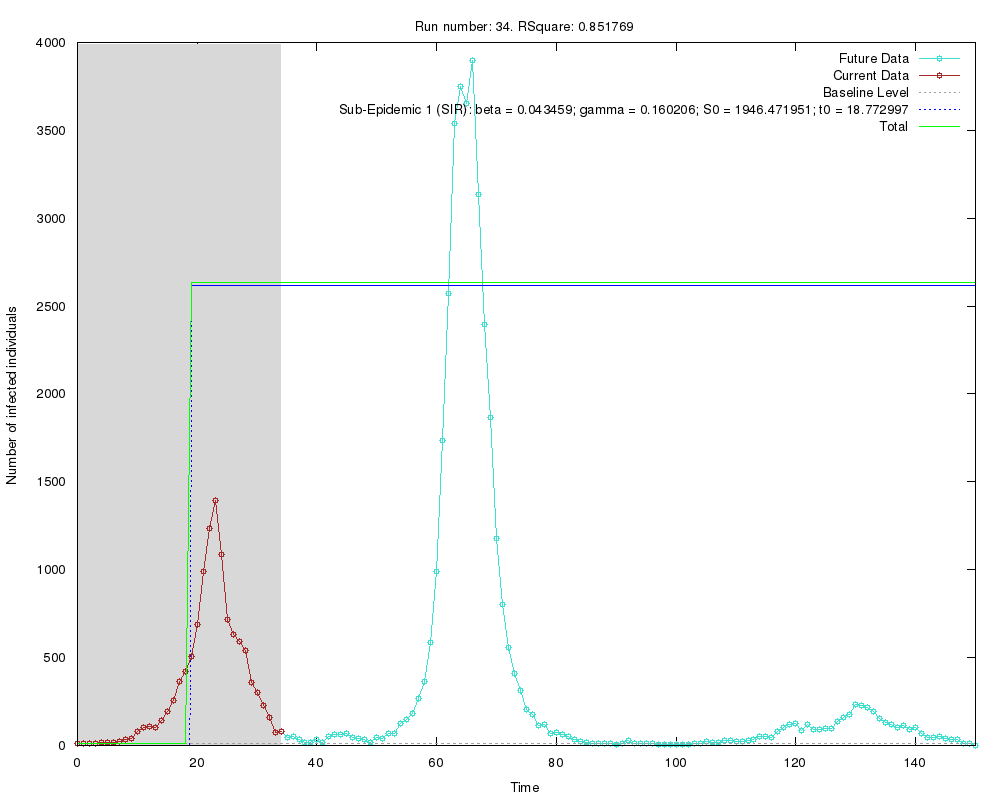 Run number: 34. RSquare: 0.851769
Future Data
Current Data
Baseline Level
Sub-Epidemic 1 (SIR): beta = 0.043459; gamma = 0.160206; S0 = 1946.471951; t0 = 18.772997
Total
4000
3500
3000
2500
2000
1500
1000
500
0
Number of infected individuals
0 20 40 60 80 100 120 140
Time